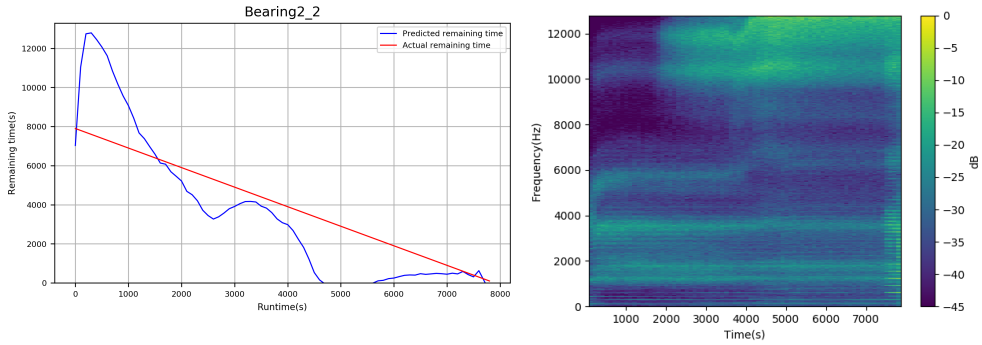 Bearing2_2
Predicted remaining time
Actual remaining time
Remaining time(s)
12000
10000
8000
6000
4000
2000
0
0 1000 2000 3000 4000 5000 6000 7000 8000
Runtime(s)
Frequency(Hz)
12000
10000
8000
6000
4000
2000
0
1000 2000 3000 4000 5000 6000 7000
Time(s)
0
−5
−10
−15
−20
−25
−30
−35
−40
−45
dB